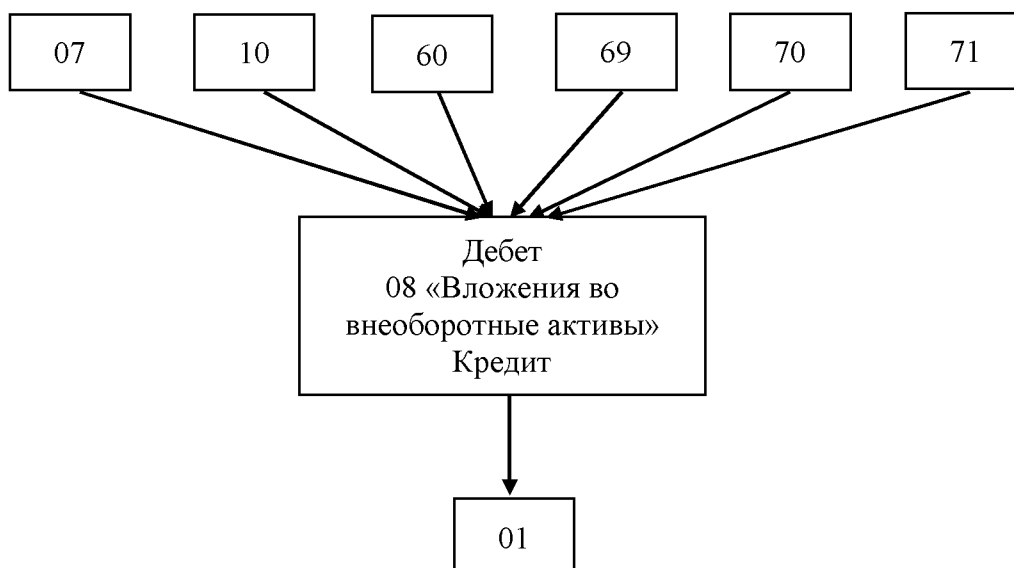 07 10 60 69 70 71
Дебет
08 «Вложения во
внеоборотные активы»
Кредит
01